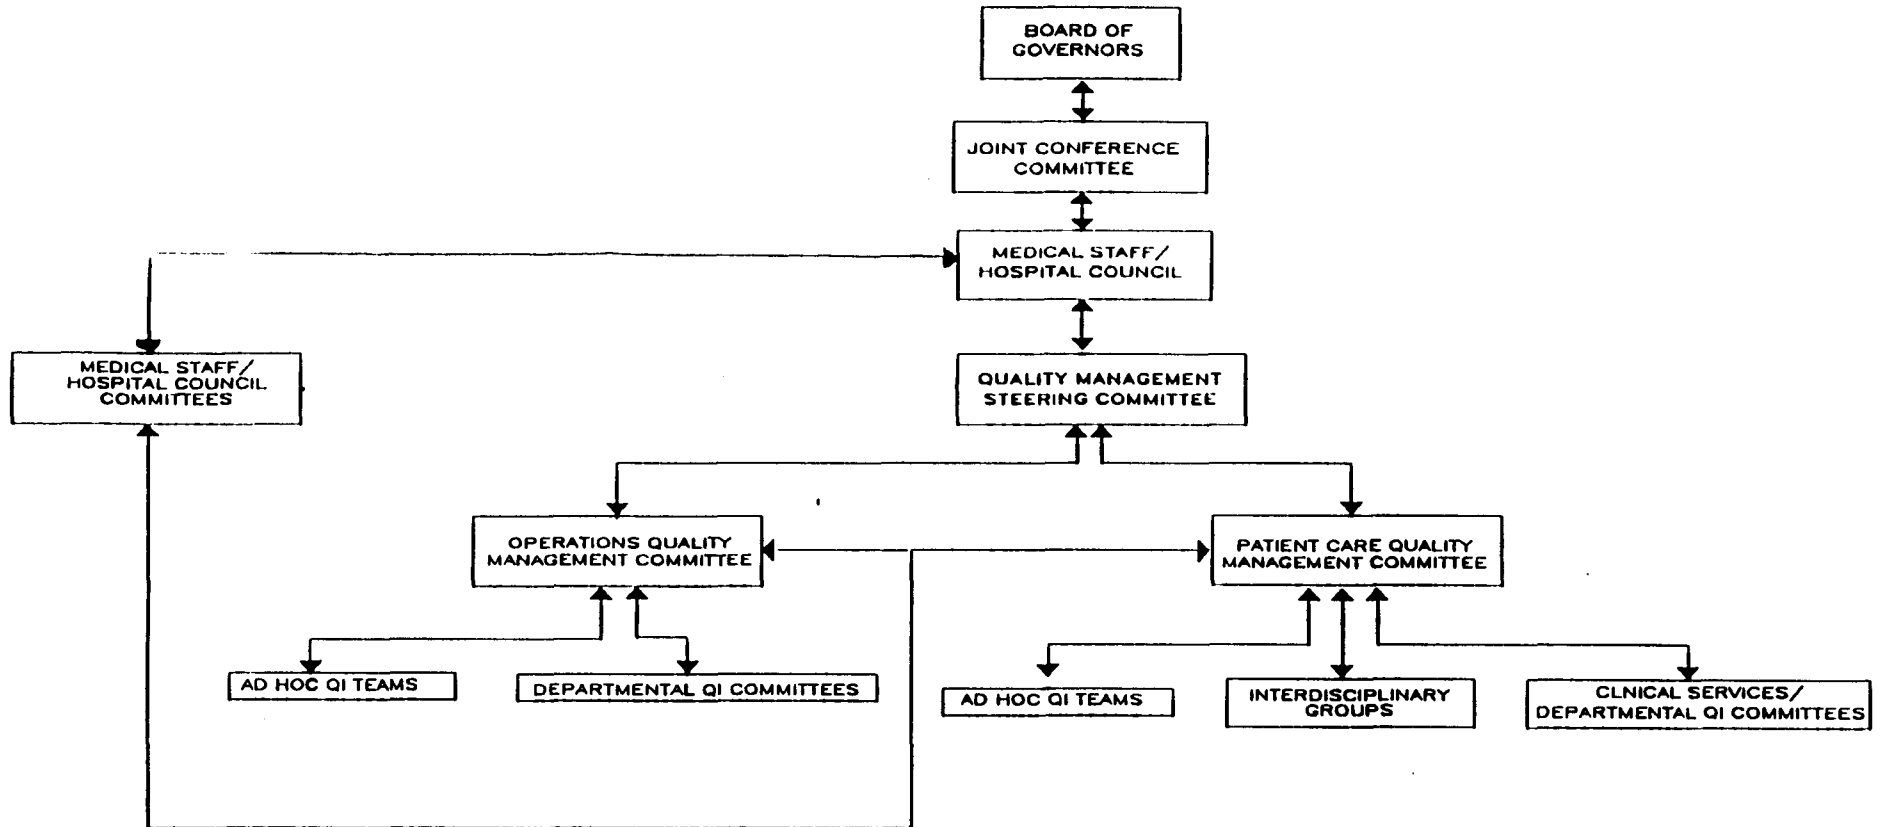 BOARD OF
GOVERNORS
JOINT CONFERENCE
COMMITTEE
MEDICAL STAFF/
HOSPITAL COUNCIL
MEDICAL STAFF/
HOSPITAL COUNCIL
COMMITTEES
QUALITY MANAGEMENT
STEERING COMMITTEE
OPERATIONS QUALITY
MANAGEMENT COMMITTEE
PATIENT CARE QUALITY
MANAGEMENT COMMITTEE
AD HOC QI TEAMS
DEPARTMENTAL QI COMMITTEES
AD HOC QI TEAMS
INTERDISCIPLINARY
GROUPS
CLNICAL SERVICES/
DEPARTMENTAL QI COMMITTEES